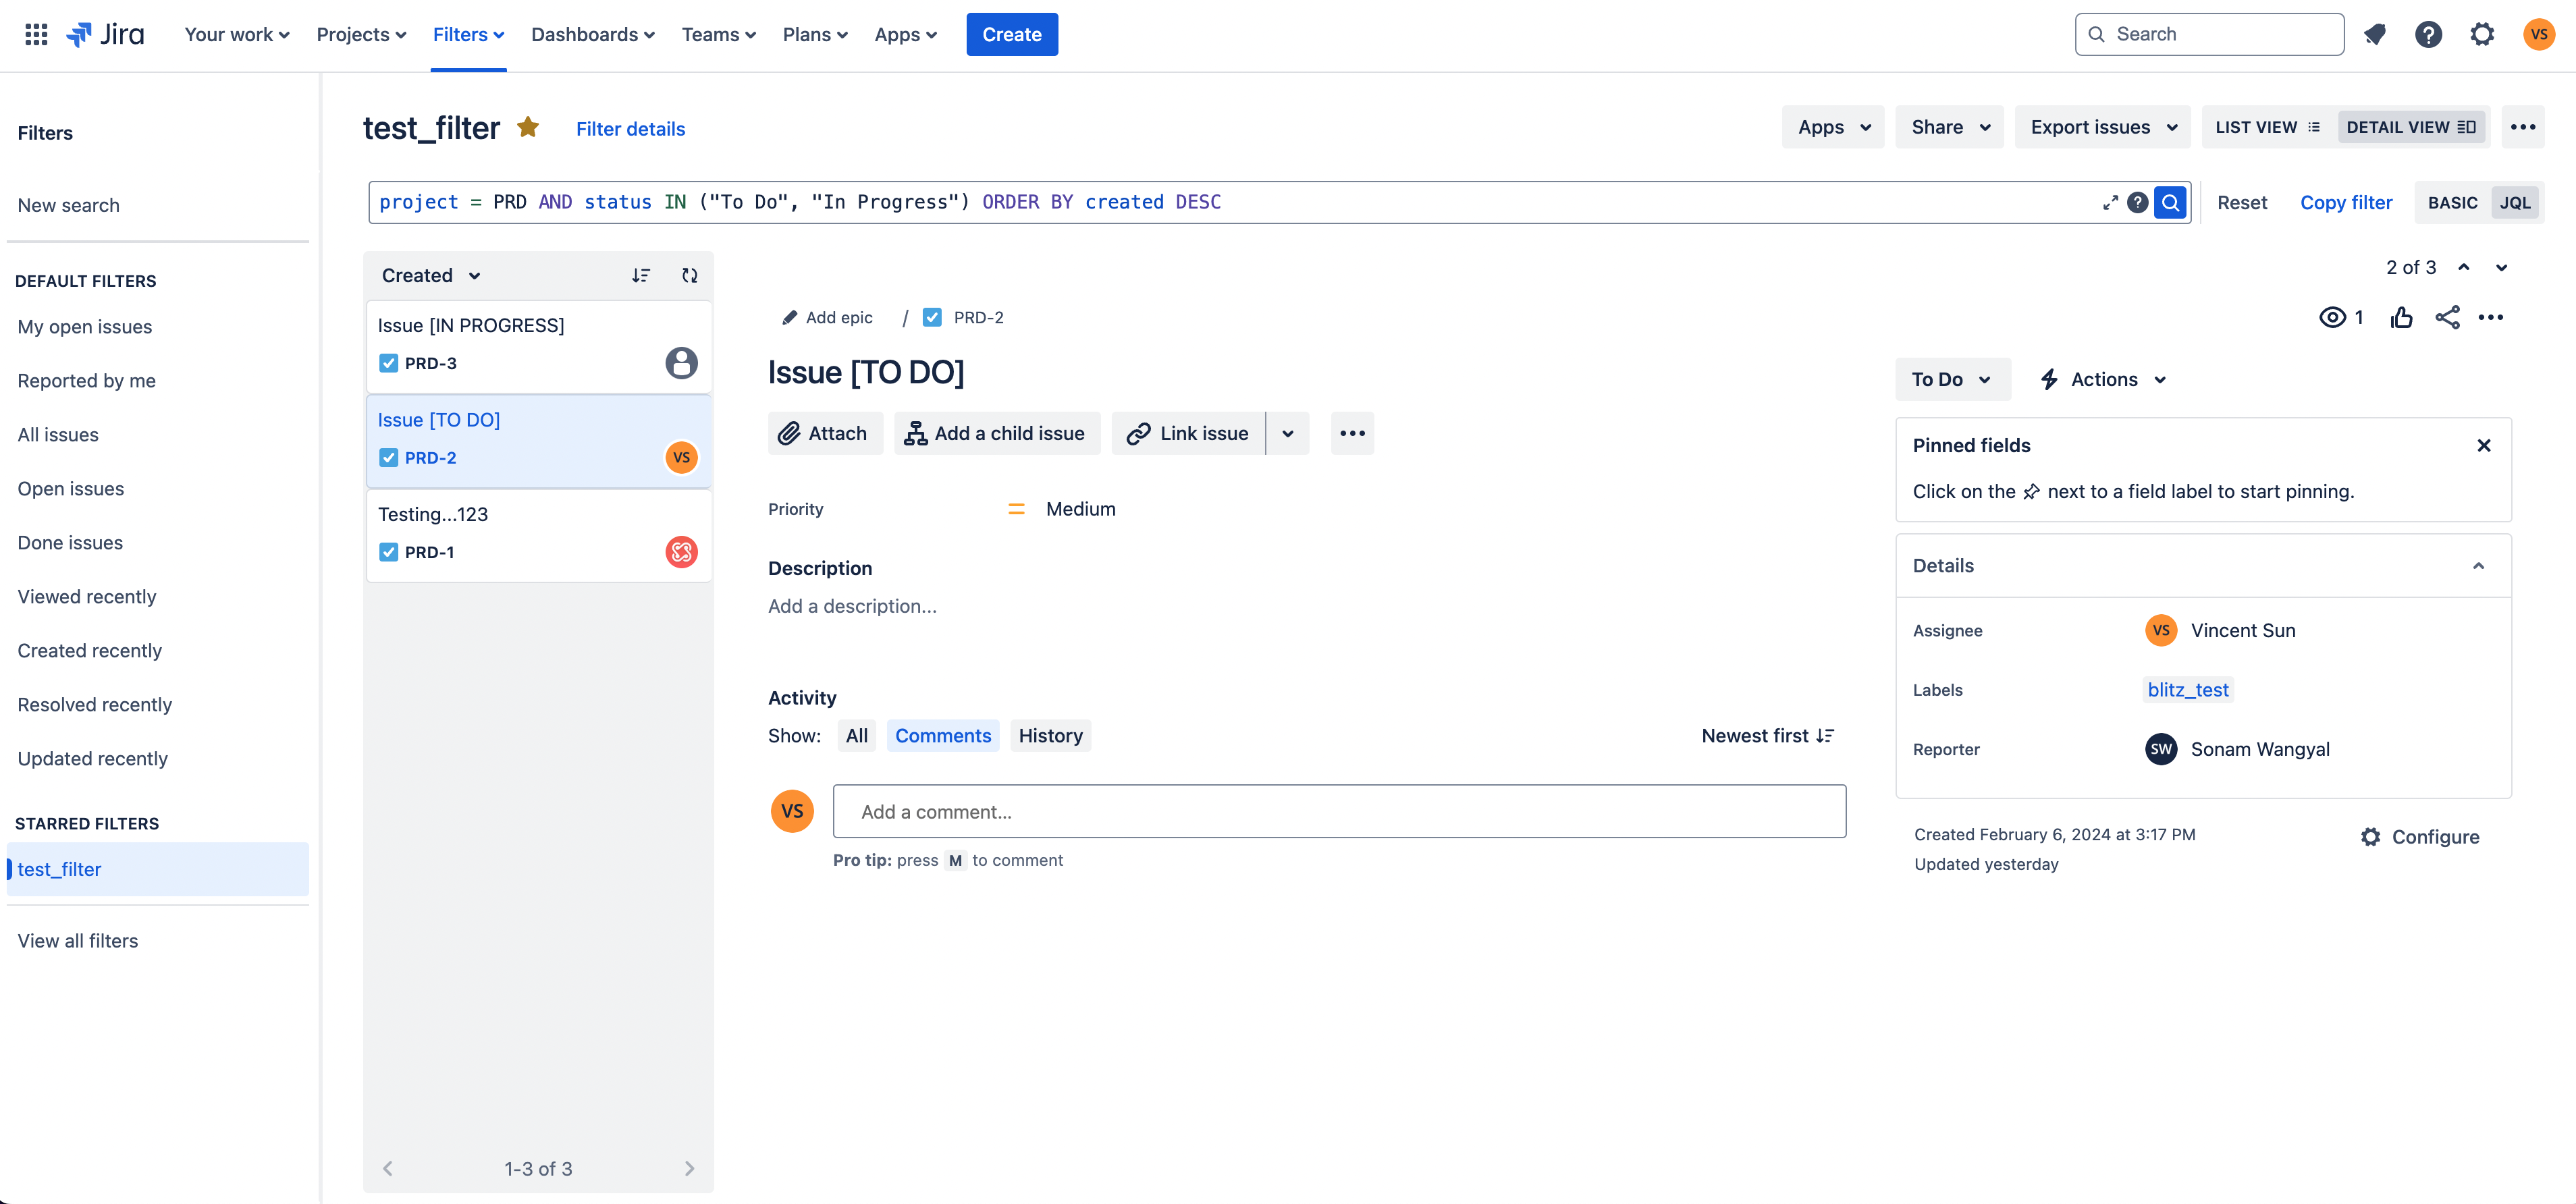 Jira
Your work
Projects
Filters
Dashboards
Teams
Plans
Apps
Create
Search
VS
Filters
New search
DEFAULT FILTERS
My open issues
Reported by me
All issues
Open issues
Done issues
Viewed recently
Created recently
Resolved recently
Updated recently
STARRED FILTERS
test_filter
View all filters
test_filter
Filter details
Apps
Share
Export issues
LIST VIEW
DETAIL VIEW
project = PRD AND status IN ("To Do", "In Progress") ORDER BY created DESC
Reset
Copy filter
BASIC
JQL
Created
Issue [IN PROGRESS]
PRD-3
Issue [TO DO]
PRD-2
VS
Testing...123
PRD-1
1-3 of 3
2 of 3
Add epic / PRD-2
1
Issue [TO DO]
Attach
Add a child issue
Link issue
Priority
Medium
Description
Add a description...
Activity
Show:
All
Comments
History
Newest first
VS
Add a comment...
Pro tip: press M to comment
To Do
Actions
Pinned fields
Click on the next to a field label to start pinning.
Details
Assignee
VS
Vincent Sun
Labels
blitz_test
Reporter
SW
Sonam Wangyal
Created February 6, 2024 at 3:17 PM
Updated yesterday
Configure